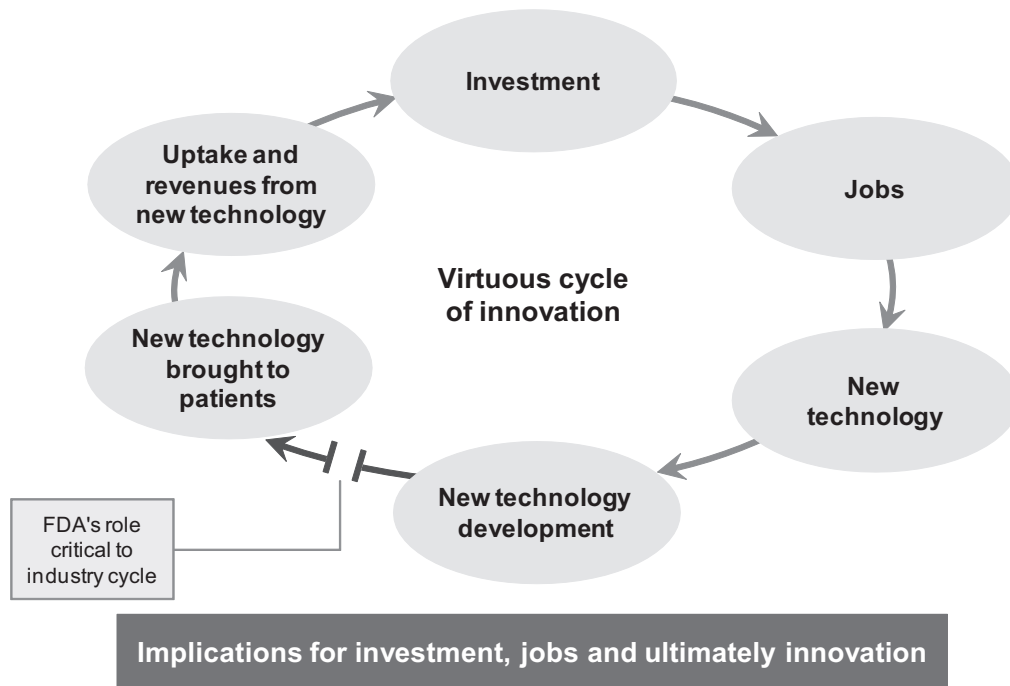 Investment
Jobs
New
technology
New technology
development
New technology
brought to
patients
Uptake and
revenues from
new technology
Virtuous cycle
of innovation
FDA's role
critical to
industry cycle
Implications for investment, jobs and ultimately innovation